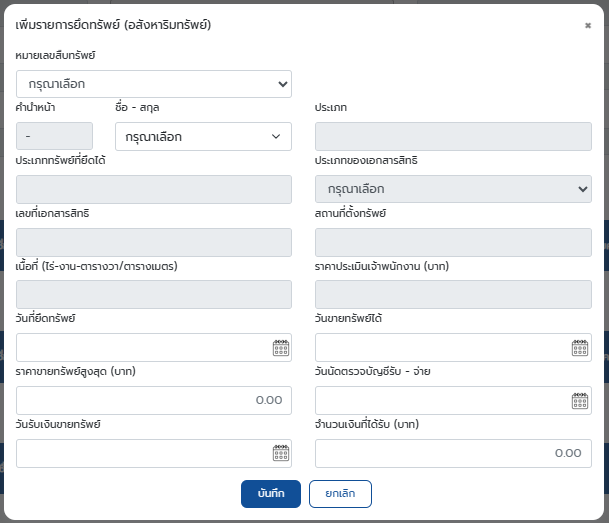 เพิ่มรายการยึดทรัพย์ (อสังหาริมทรัพย์)
หมายเลขสืบทรัพย์
กรุณาเลือก
คำนำหน้า ชื่อ - สกุล ประเภท
- กรุณาเลือก
ประเภททรัพย์ที่ยึดได้ ประเภทของเอกสารสิทธิ
กรุณาเลือก
เลขที่เอกสารสิทธิ สถานที่ตั้งทรัพย์
เนื้อที่ (ไร่-งาน-ตารางวา/ตารางเมตร) ราคาประเมินเจ้าพนักงาน (บาท)
วันที่ยึดทรัพย์ วันขายทรัพย์ได้
ราคาขายทรัพย์สูงสุด (บาท) วันนัดตรวจบัญชีรับ - จ่าย
0.00
วันรับเงินขายทรัพย์ จำนวนเงินที่ได้รับ (บาท)
0.00
บันทึก ยกเลิก